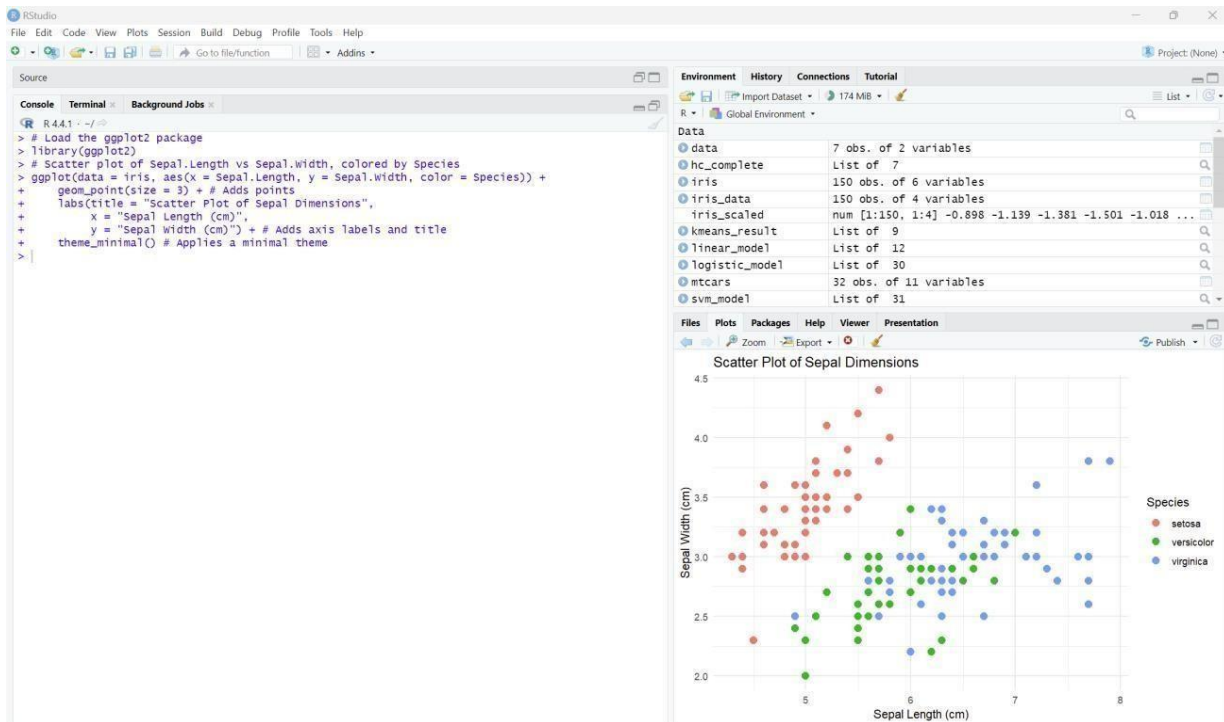 RStudio
File Edit Code View Plots Session Build Debug Profile Tools Help
Go to file/function Addins Project: (None)
Source
Console Terminal Background Jobs
R 4.4.1 · ~/
> # Load the ggplot2 package
> library(ggplot2)
> # Scatter plot of Sepal.Length vs Sepal.Width, colored by Species
> ggplot(data = iris, aes(x = Sepal.Length, y = Sepal.Width, color = Species)) +
+     geom_point(size = 3) + # Adds points
+     labs(title = "Scatter Plot of Sepal Dimensions",
+          x = "Sepal Length (cm)",
+          y = "Sepal Width (cm)") + # Adds axis labels and title
+     theme_minimal() # Applies a minimal theme
>
Environment History Connections Tutorial
Import Dataset 174 MiB List
R Global Environment
Data
data 7 obs. of 2 variables
hc_complete List of 7
iris 150 obs. of 6 variables
iris_data 150 obs. of 4 variables
iris_scaled num [1:150, 1:4] -0.898 -1.139 -1.381 -1.501 -1.018 ...
kmeans_result List of 9
linear_model List of 12
logistic_model List of 30
mtcars 32 obs. of 11 variables
svm_model List of 31
Files Plots Packages Help Viewer Presentation
Zoom Export Publish
Scatter Plot of Sepal Dimensions
4.5
4.0
3.5
3.0
2.5
2.0
Sepal Width (cm)
5 6 7 8
Sepal Length (cm)
Species
setosa
versicolor
virginica